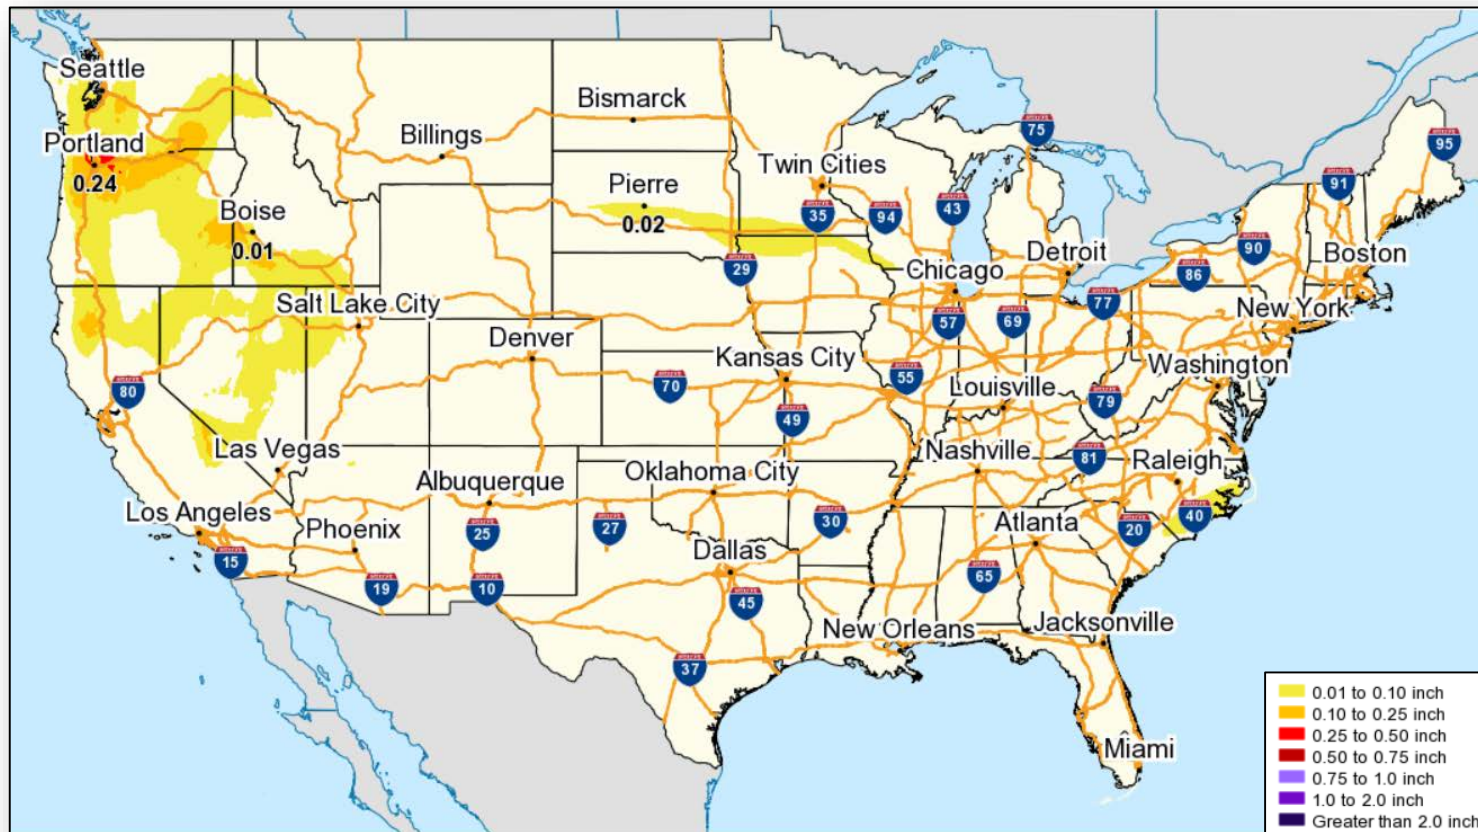 Seattle
Portland
0.24
Boise
0.01
Billings
Bismarck
Pierre
0.02
Twin Cities
75
95
91
35
94
43
90
Detroit
Boston
86
Chicago
29
Salt Lake City
77
New York
57
69
Denver
Kansas City
Washington
80
70
55
Louisville
79
49
Las Vegas
Nashville
81
Raleigh
Albuquerque
Oklahoma City
Los Angeles
Phoenix
25
27
30
Atlanta
20
40
15
Dallas
19
10
45
65
New Orleans
Jacksonville
37
Miami
0.01 to 0.10 inch
0.10 to 0.25 inch
0.25 to 0.50 inch
0.50 to 0.75 inch
0.75 to 1.0 inch
1.0 to 2.0 inch
Greater than 2.0 inch